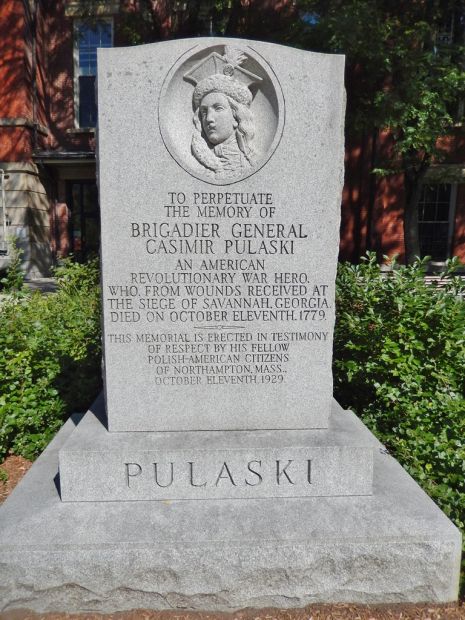 TO PERPETUATE
THE MEMORY OF
BRIGADIER GENERAL
CASIMIR PULASKI
AN AMERICAN
REVOLUTIONARY WAR HERO,
WHO, FROM WOUNDS RECEIVED AT
THE SIEGE OF SAVANNAH, GEORGIA,
DIED ON OCTOBER ELEVENTH, 1779.
THIS MEMORIAL IS ERECTED IN TESTIMONY
OF RESPECT BY HIS FELLOW
POLISH-AMERICAN CITIZENS
OF NORTHAMPTON, MASS.,
OCTOBER ELEVENTH, 1929.
PULASKI